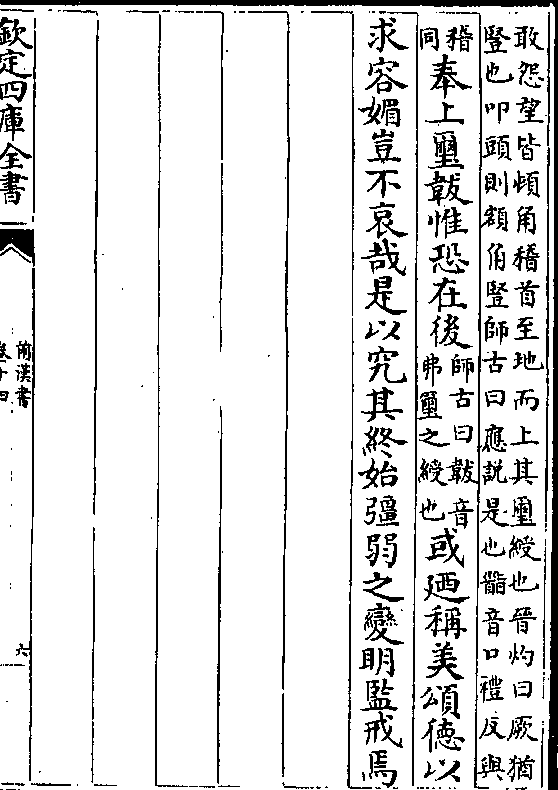 敢怨望皆頓角稽首至地而上其璽綬也晉灼曰厥猶
豎也叩頭則額角豎師古曰應說是也䭫音口禮反與
稽
同
奉上璽韍惟恐在後
師古曰韍音
弗璽之綬也
或廼稱美頌德以
求容媚豈不哀哉是以究其終始彊弱之變明監戒焉
欽定四庫全書
前漢書
卷十四
六